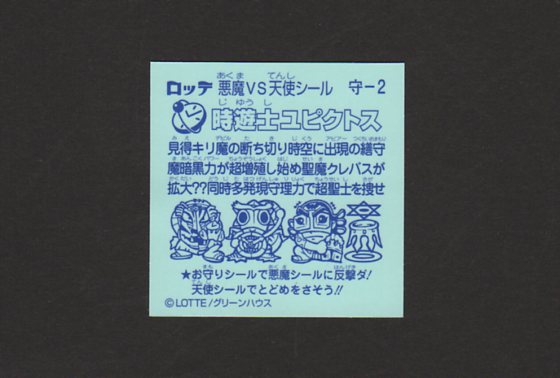 ロッテ 悪魔VS天使シール 守-2
時遊士ユピクトス
見得キリ魔の断ち切り時空に出現の繕守
魔暗黒力が超増殖し始め聖魔クレバスが
拡大??同時多発現守理力で超聖士を捜せ
★お守りシールで悪魔シールに反撃ダ!
天使シールでとどめをさそう!!
©LOTTE/グリーンハウス